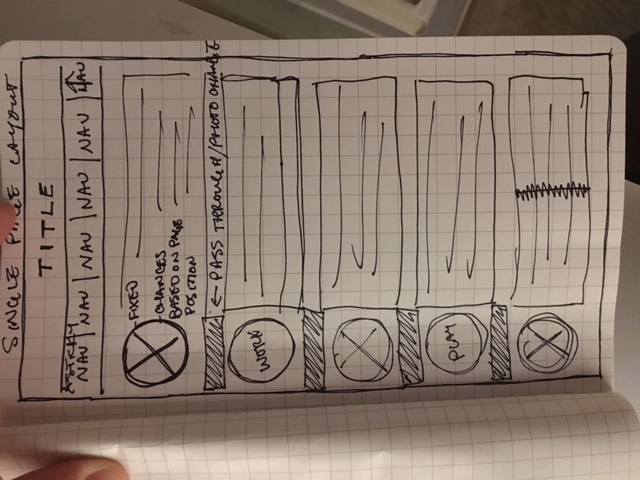 SINGLE PAGE LAYOUT
TITLE
STICKY
NAV | NAV | NAV | NAV | NAV | NAV
FIXED
CHANGES
BASED ON PAGE
POSITION
← PASS THROUGH/PHOTO CHANGE
WORK
PLAY